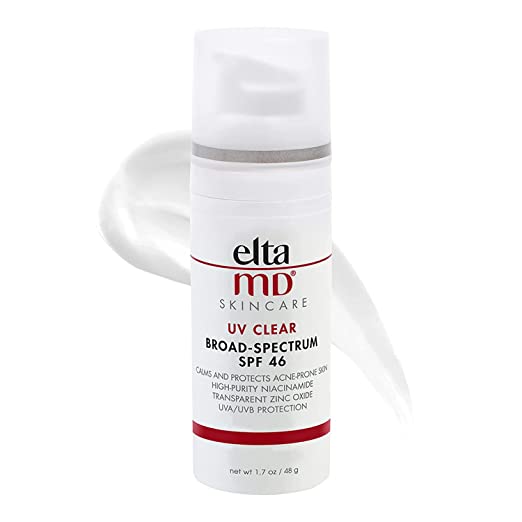 elta
MD®
SKINCARE
UV CLEAR
BROAD-SPECTRUM
SPF 46
CALMS AND PROTECTS ACNE-PRONE SKIN
HIGH-PURITY NIACINAMIDE
TRANSPARENT ZINC OXIDE
UVA/UVB PROTECTION
net wt 1.7 oz / 48 g